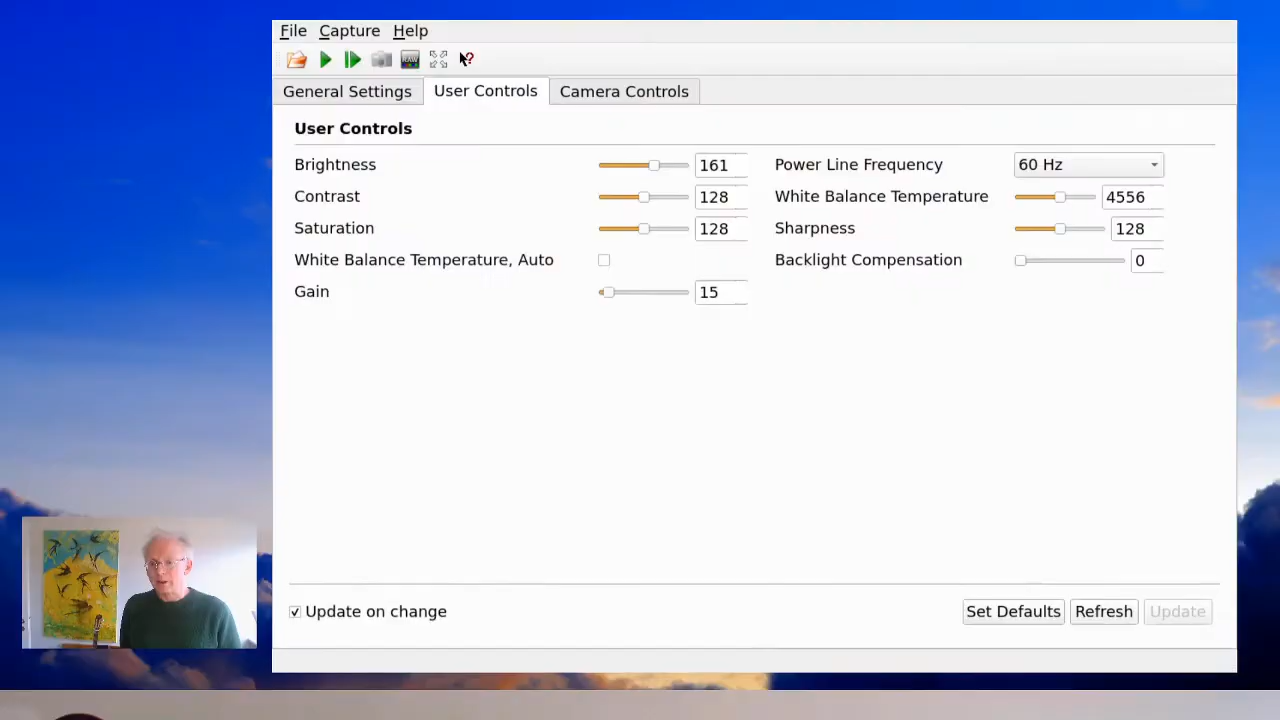 File Capture Help
RAW
General Settings User Controls Camera Controls
User Controls
Brightness 161 Power Line Frequency 60 Hz
Contrast 128 White Balance Temperature 4556
Saturation 128 Sharpness 128
White Balance Temperature, Auto Backlight Compensation 0
Gain 15
Update on change Set Defaults Refresh Update